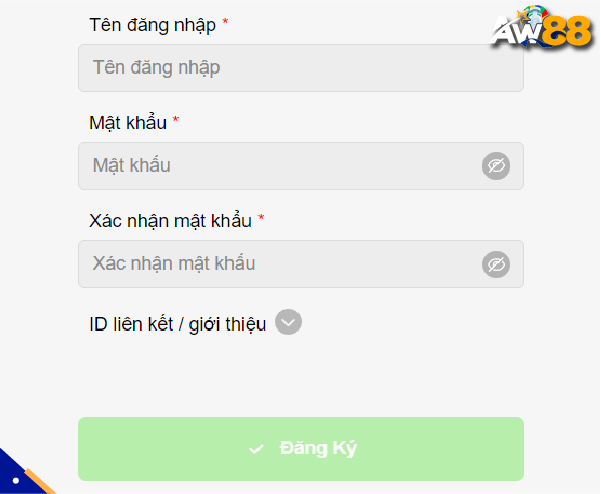 AW88
Tên đăng nhập *
Tên đăng nhập
Mật khẩu *
Mật khẩu
Xác nhận mật khẩu *
Xác nhận mật khẩu
ID liên kết / giới thiệu
Đăng Ký